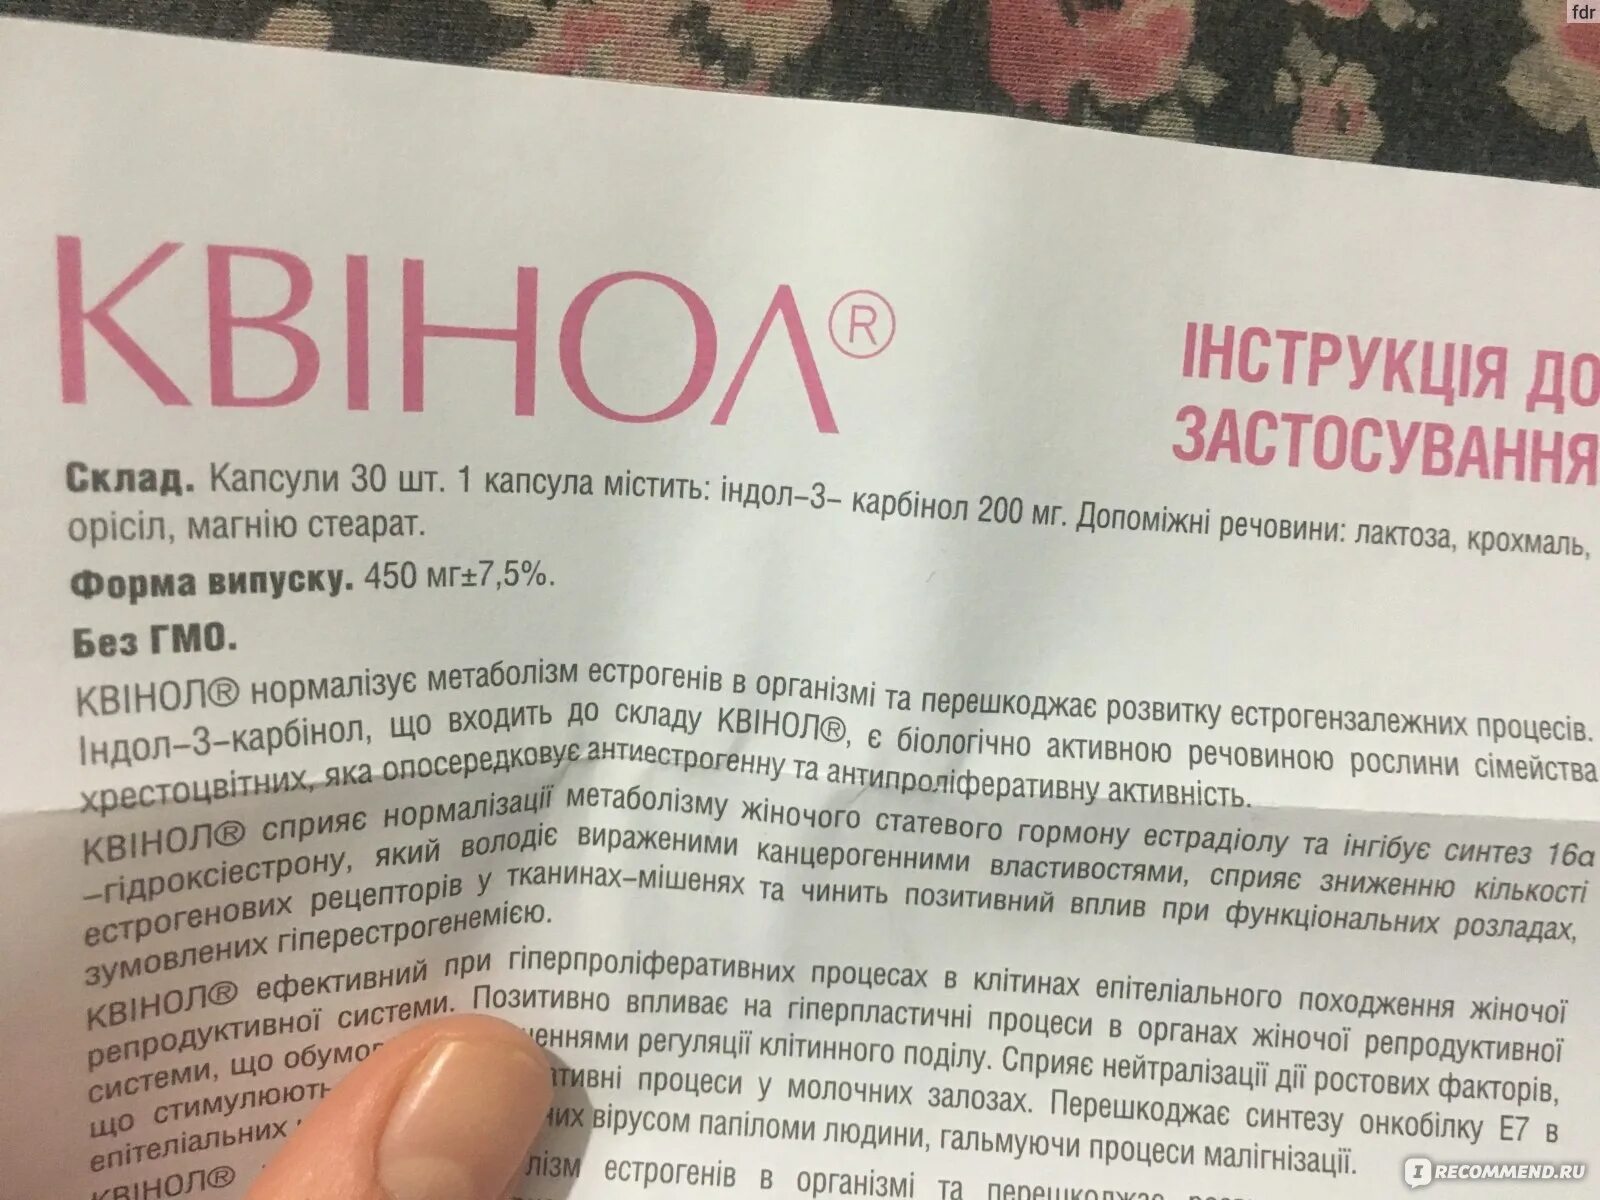 fdr
КВІНОЛ®
ІНСТРУКЦІЯ ДО
ЗАСТОСУВАННЯ
Склад. Капсули 30 шт. 1 капсула містить: індол-3- карбінол 200 мг. Допоміжні речовини: лактоза, крохмаль,
орісіл, магнію стеарат.
Форма випуску. 450 мг±7,5%.
Без ГМО.
КВІНОЛ® нормалізує метаболізм естрогенів в організмі та перешкоджає розвитку естрогензалежних процесів.
Індол-3-карбінол, що входить до складу КВІНОЛ®, є біологічно активною речовиною рослини сімейства
хрестоцвітних, яка опосередковує антиестрогенну та антипроліферативну активність.
КВІНОЛ® сприяє нормалізації метаболізму жіночого статевого гормону естрадіолу та інгібує синтез 16α
-гідроксіестрону, який володіє вираженими канцерогенними властивостями, сприяє зниженню кількості
естрогенових рецепторів у тканинах-мішенях та чинить позитивний вплив при функціональних розладах,
зумовлених гіперестрогенемією.
КВІНОЛ® ефективний при гіперпроліферативних процесах в клітинах епітеліального походження жіночої
репродуктивної системи. Позитивно впливає на гіперпластичні процеси в органах жіночої репродуктивної
системи, що регуляції клітинного поділу. Сприяє нейтралізації дії ростових факторів,
що стимулюють процеси у молочних залозах. Перешкоджає синтезу онкобілку Е7 в
епітеліальних вірусом папіломи людини, гальмуючи процеси малігнізації.
КВІНОЛ® естрогенів в організмі та
IRECOMMEND.RU